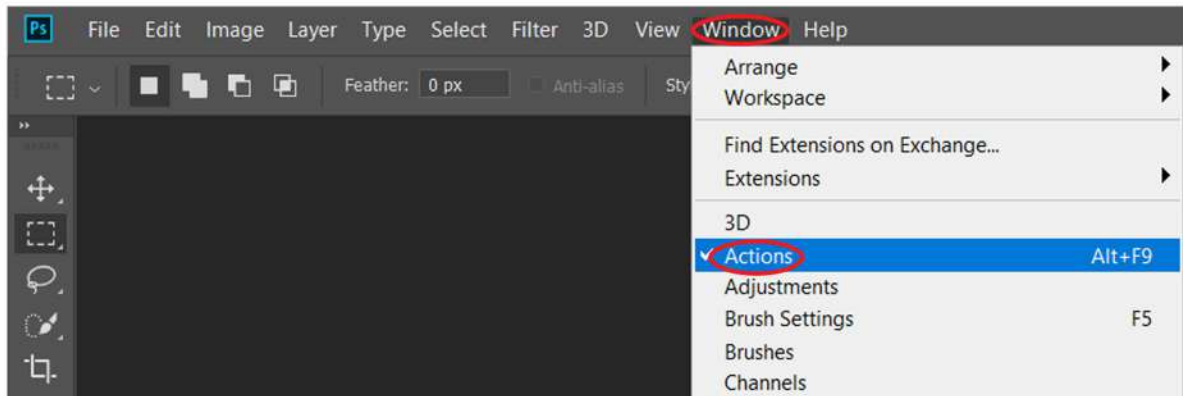 Ps File Edit Image Layer Type Select Filter 3D View Window Help
Feather: 0 px Anti-alias Sty
Arrange
Workspace
Find Extensions on Exchange...
Extensions
3D
Actions Alt+F9
Adjustments
Brush Settings F5
Brushes
Channels